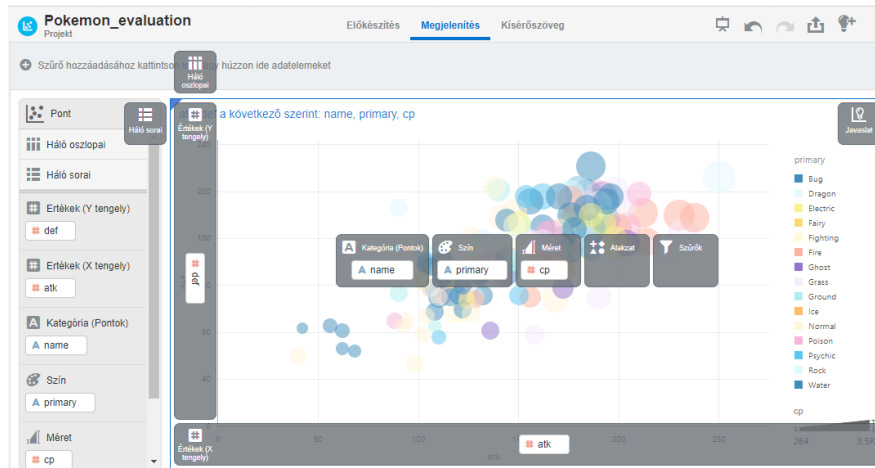 Pokemon_evaluation
Projekt
Előkészítés
Megjelenítés
Kísérőszöveg
Szűrő hozzáadásához kattintson
vagy húzzon ide adatelemeket
Háló oszlopai
Pont
Háló oszlopai
Háló sorai
Értékek (Y tengely)
# def
Értékek (X tengely)
# atk
Kategória (Pontok)
A name
Szín
A primary
Méret
# cp
Háló sorai
Értékek (Y tengely)
a következő szerint: name, primary, cp
Javaslat
240
200
160
80
40
0
# def
Kategória (Pontok)
A name
Szín
A primary
Méret
# cp
Alakzat
Szűrők
primary
Bug
Dragon
Electric
Fairy
Fighting
Fire
Ghost
Grass
Ground
Ice
Normal
Poison
Psychic
Rock
Water
cp
264
3,5K
0
50
100
200
250
Értékek (X tengely)
# atk
atk